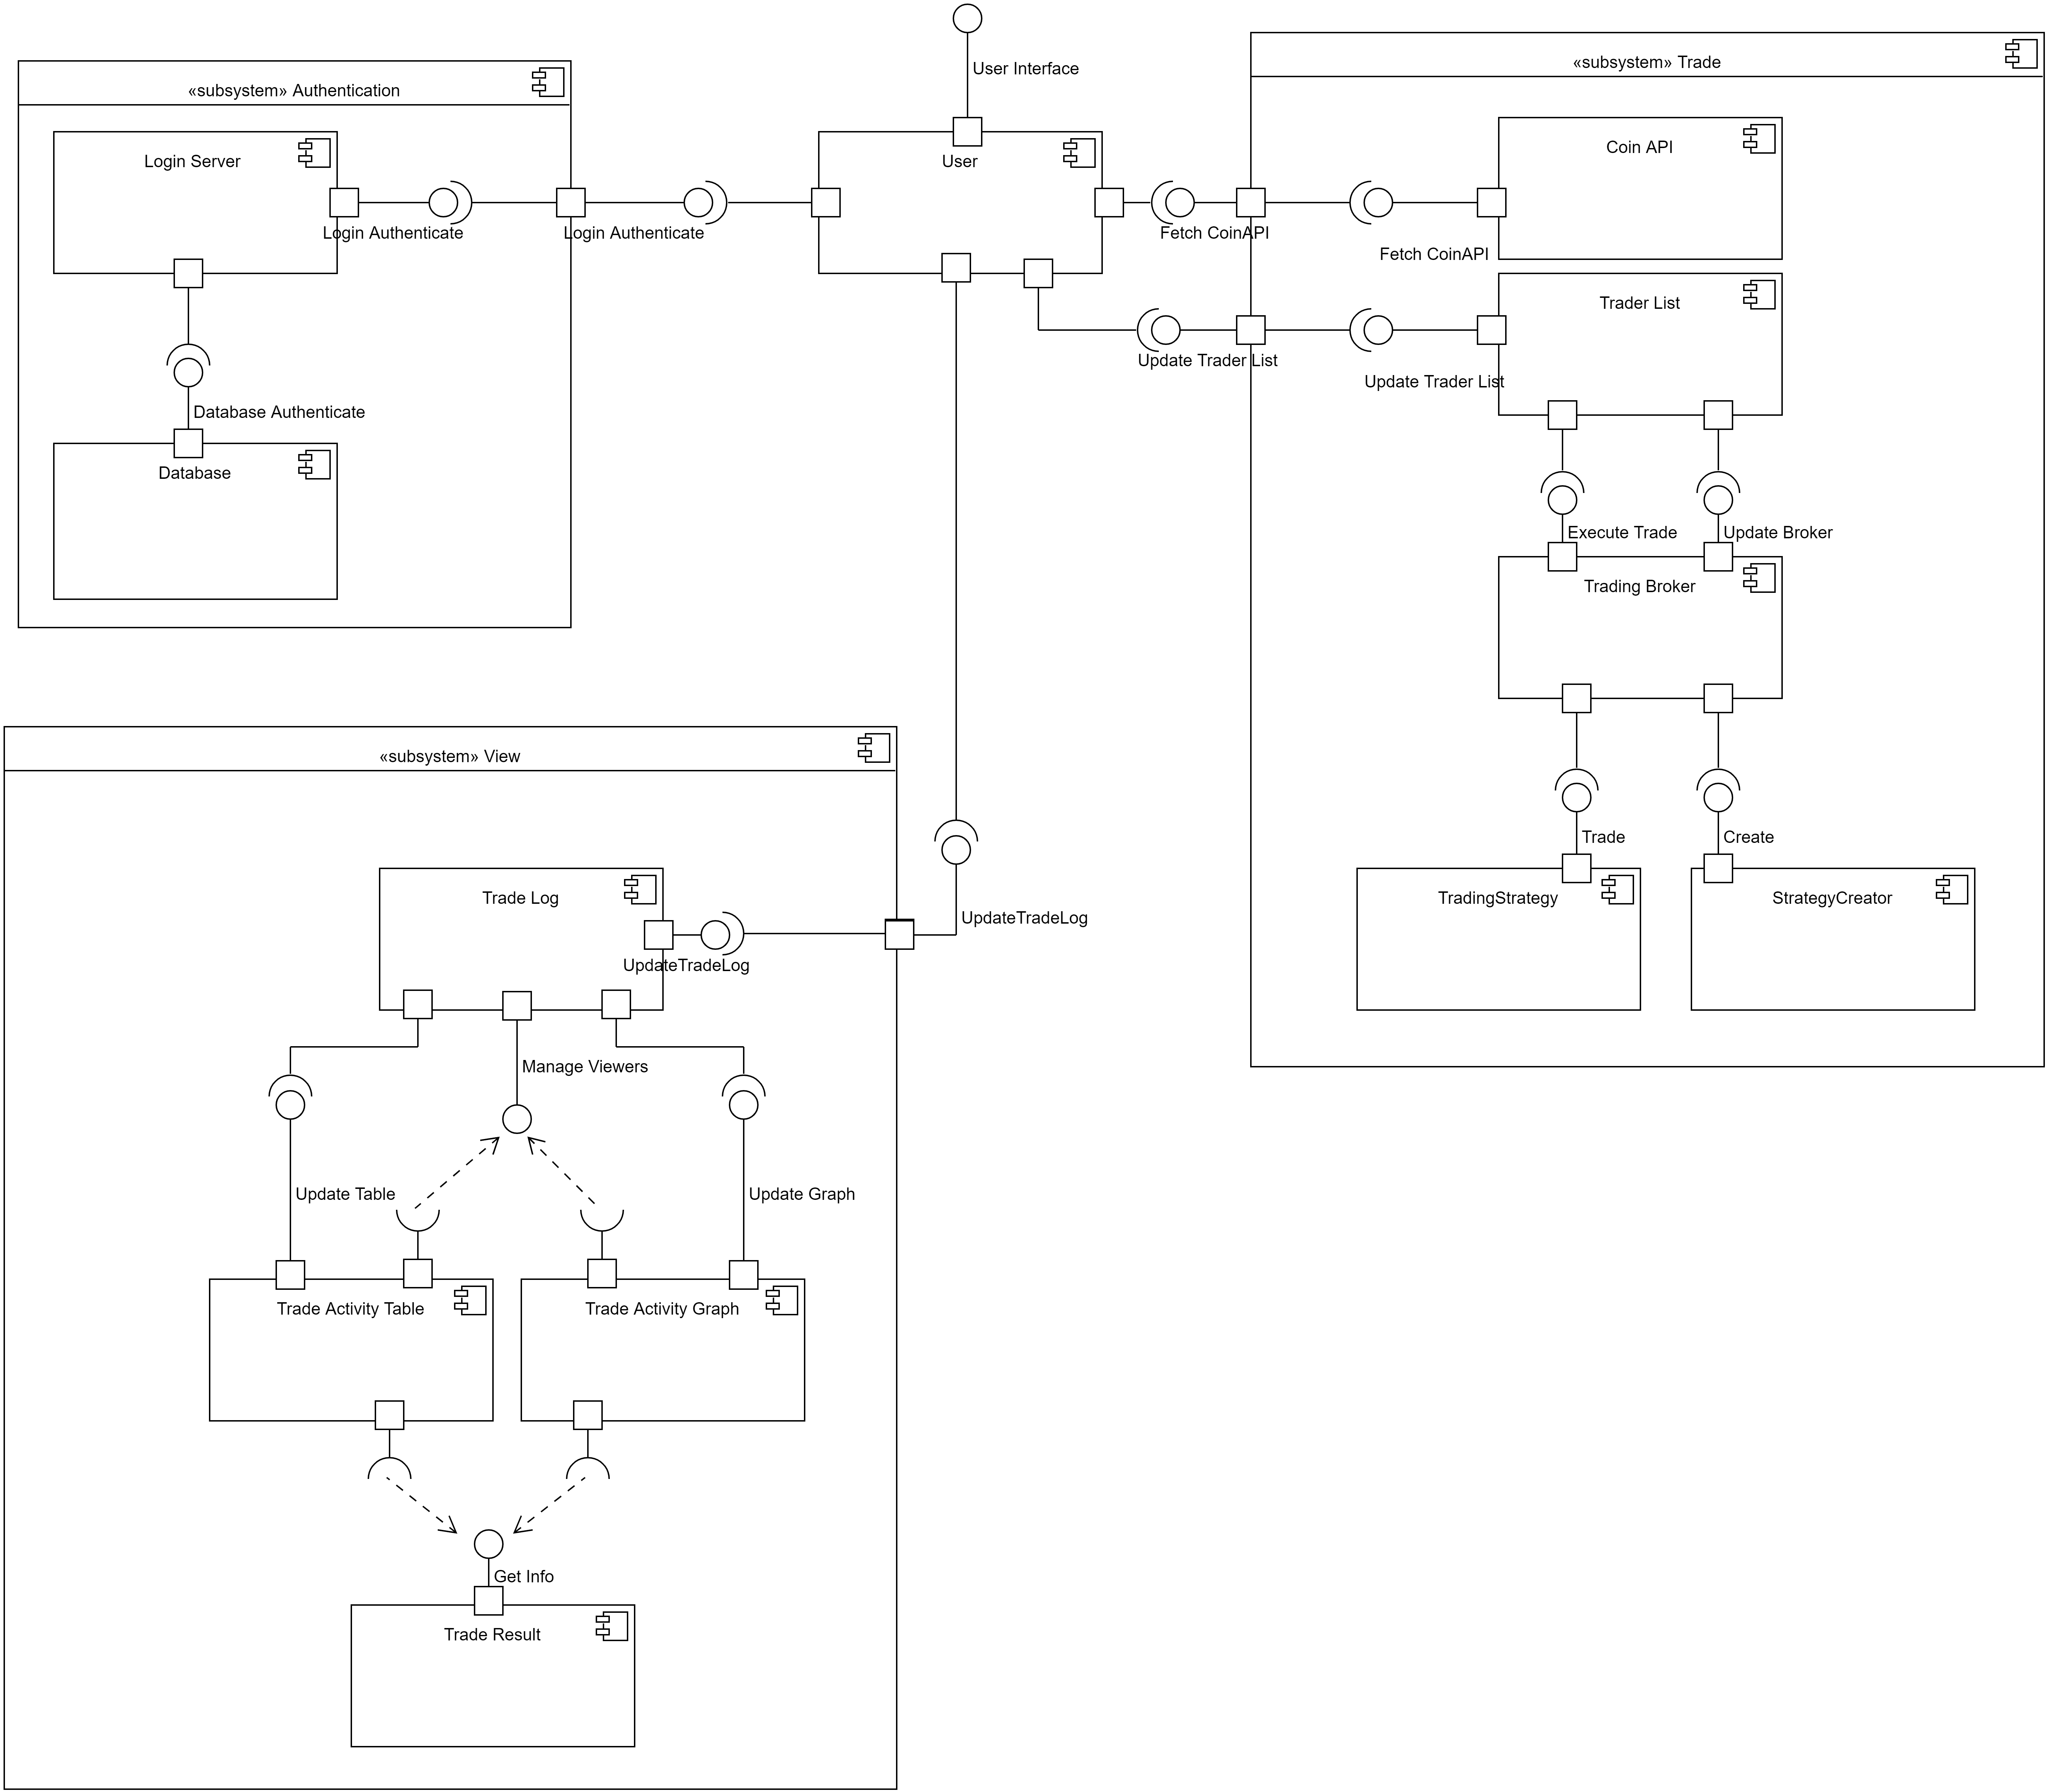 User Interface
«subsystem» Authentication
Login Server
Login Authenticate
Login Authenticate
Database Authenticate
Database
User
«subsystem» Trade
Coin API
Fetch CoinAPI
Fetch CoinAPI
Trader List
Update Trader List
Update Trader List
Execute Trade
Update Broker
Trading Broker
Trade
Create
TradingStrategy
StrategyCreator
«subsystem» View
Trade Log
UpdateTradeLog
UpdateTradeLog
Manage Viewers
Update Table
Update Graph
Trade Activity Table
Trade Activity Graph
Get Info
Trade Result